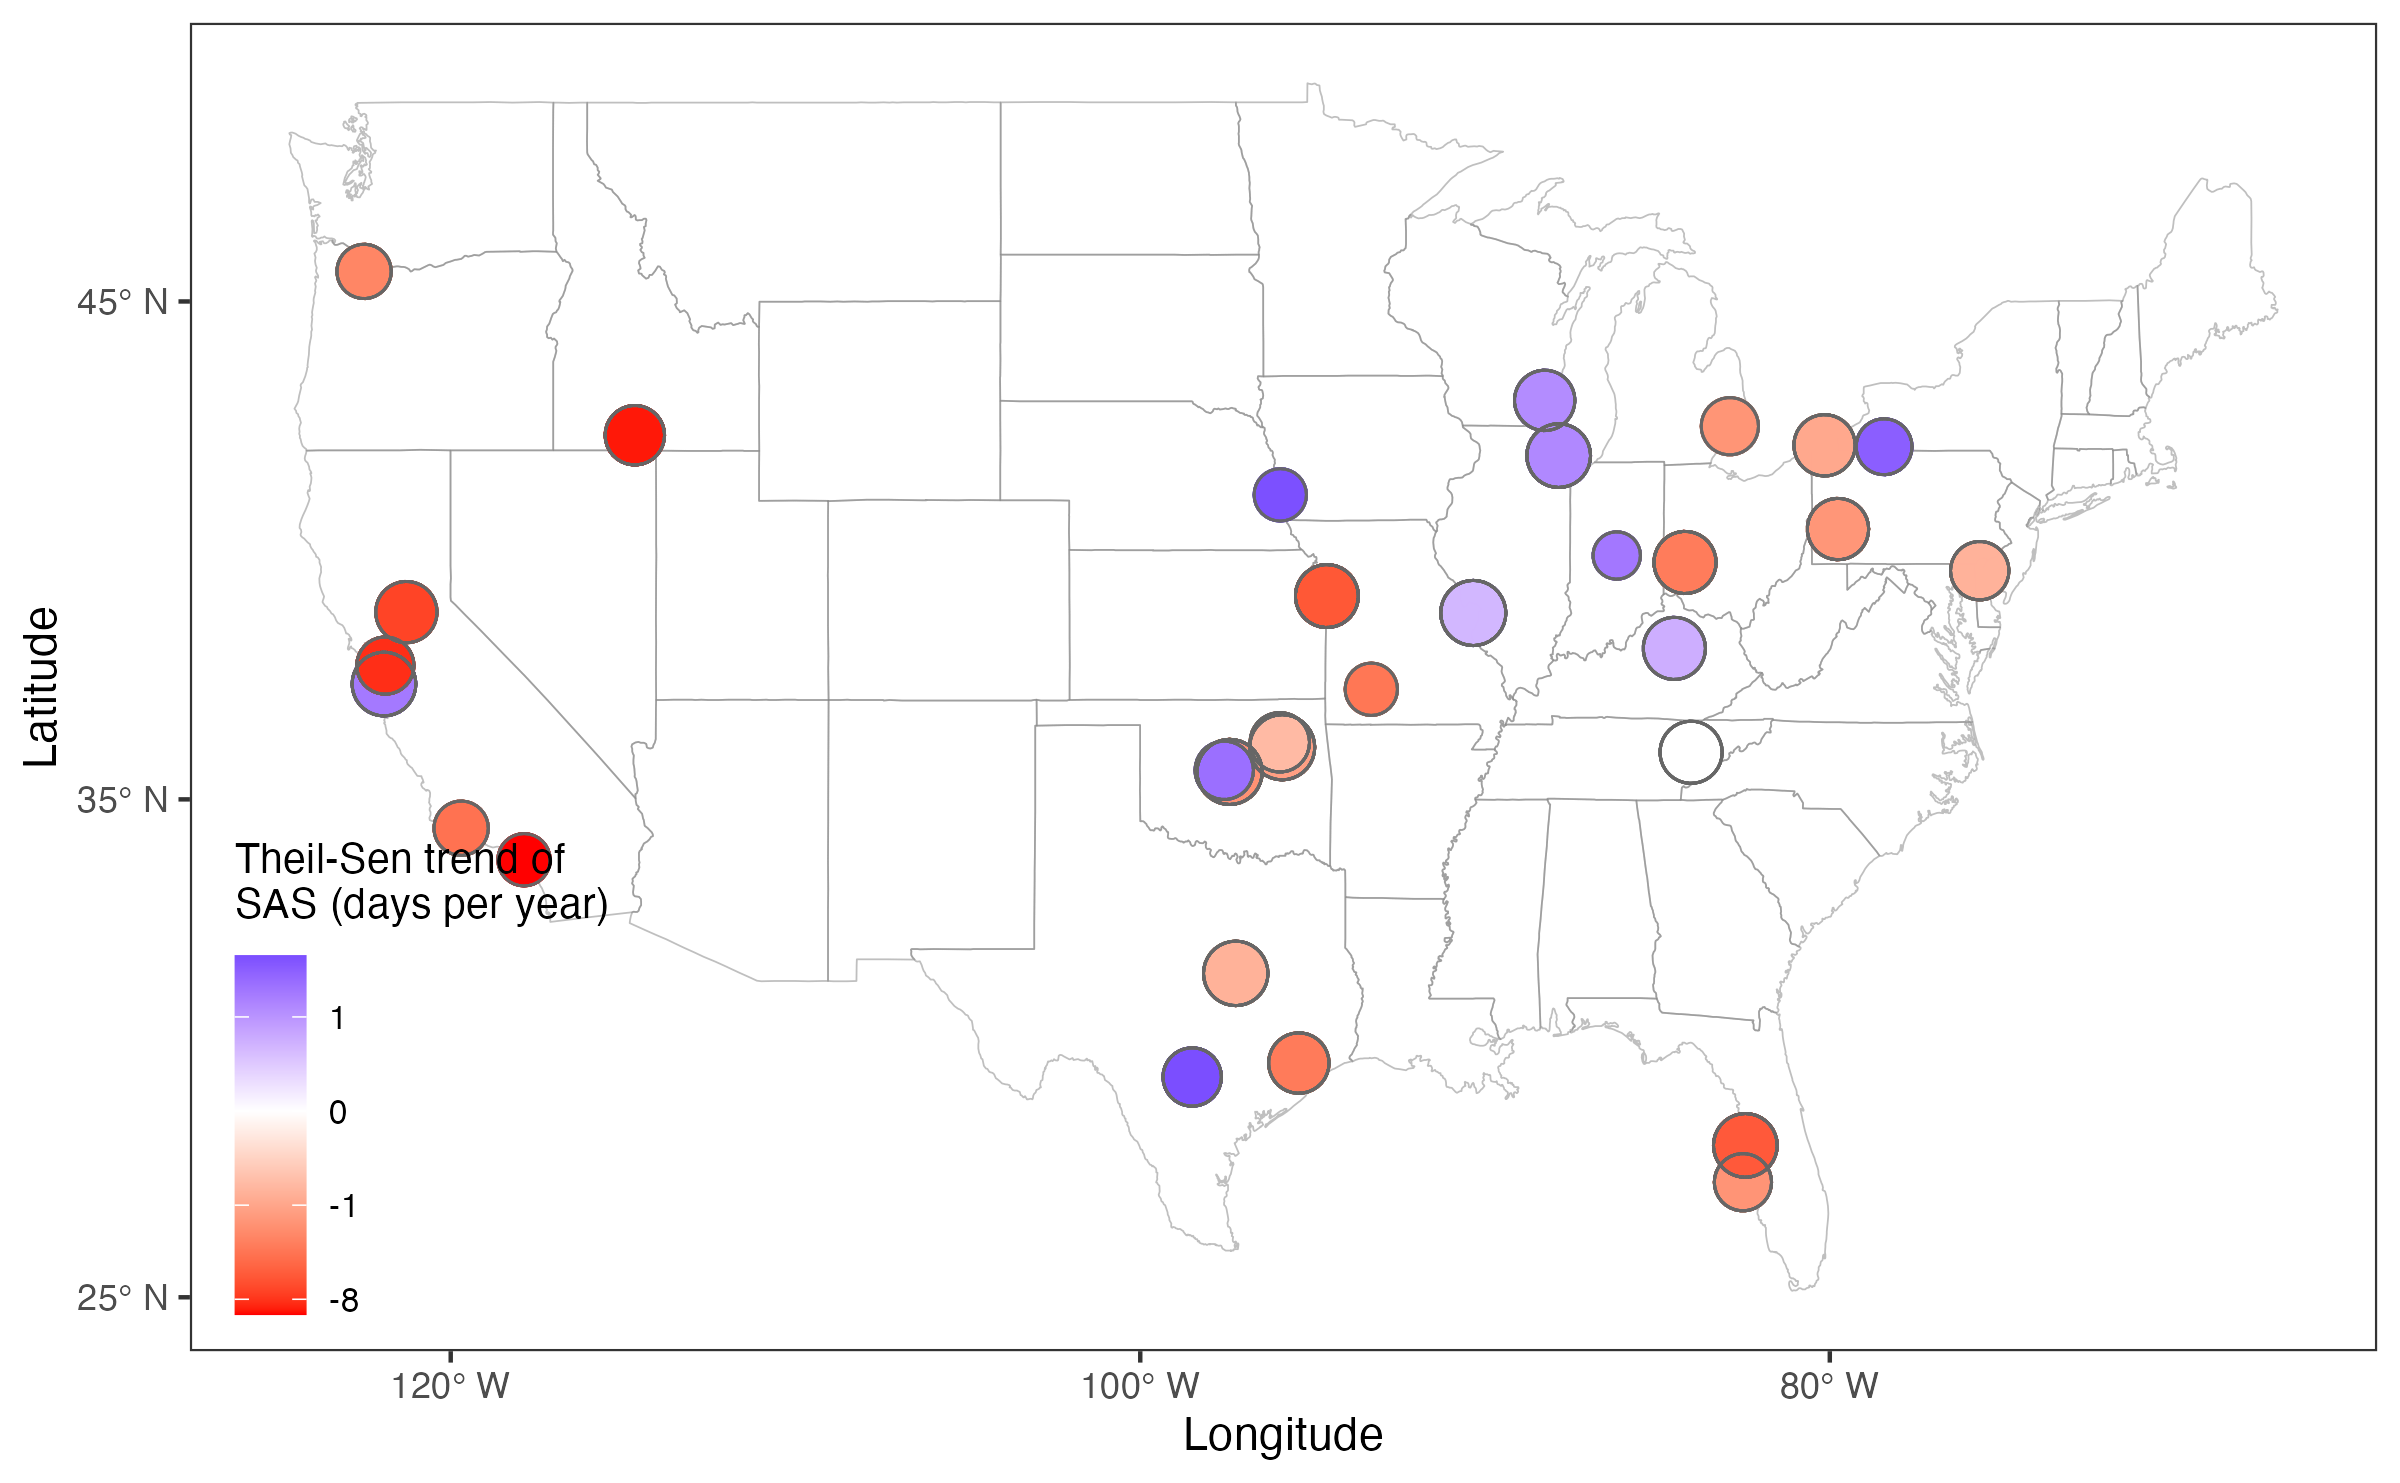 45° N
35° N
25° N
Latitude
Theil-Sen trend of
SAS (days per year)
1
0
-1
-8
120° W
100° W
80° W
Longitude